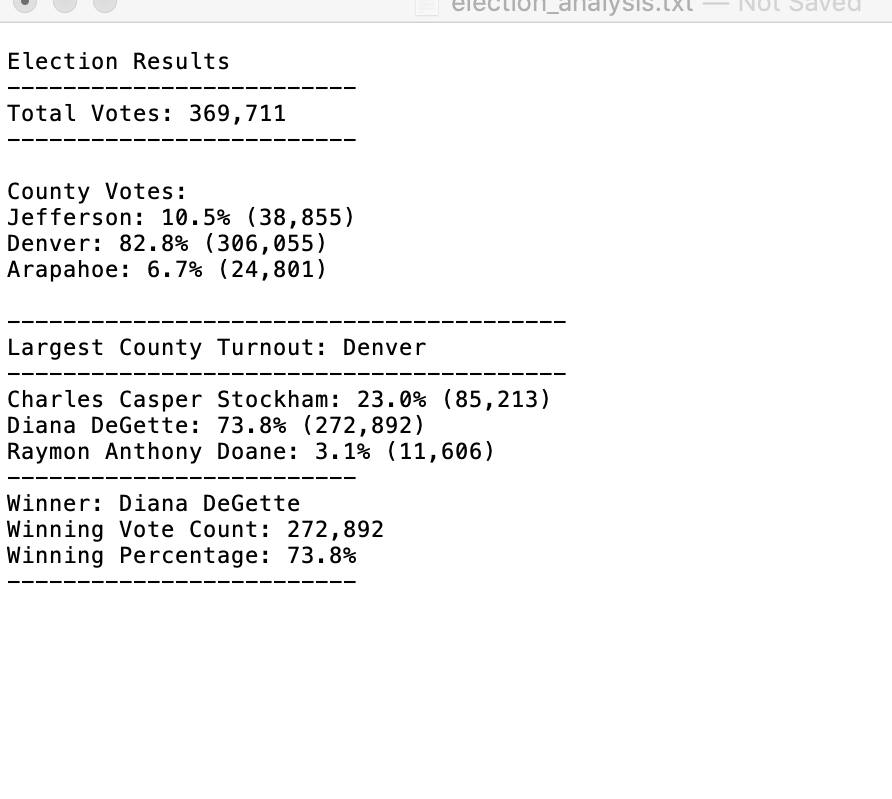 election_analysis.txt — Not Saved
Election Results
-------------------------
Total Votes: 369,711
-------------------------
County Votes:
Jefferson: 10.5% (38,855)
Denver: 82.8% (306,055)
Arapahoe: 6.7% (24,801)
----------------------------------------
Largest County Turnout: Denver
----------------------------------------
Charles Casper Stockham: 23.0% (85,213)
Diana DeGette: 73.8% (272,892)
Raymon Anthony Doane: 3.1% (11,606)
-------------------------
Winner: Diana DeGette
Winning Vote Count: 272,892
Winning Percentage: 73.8%
-------------------------